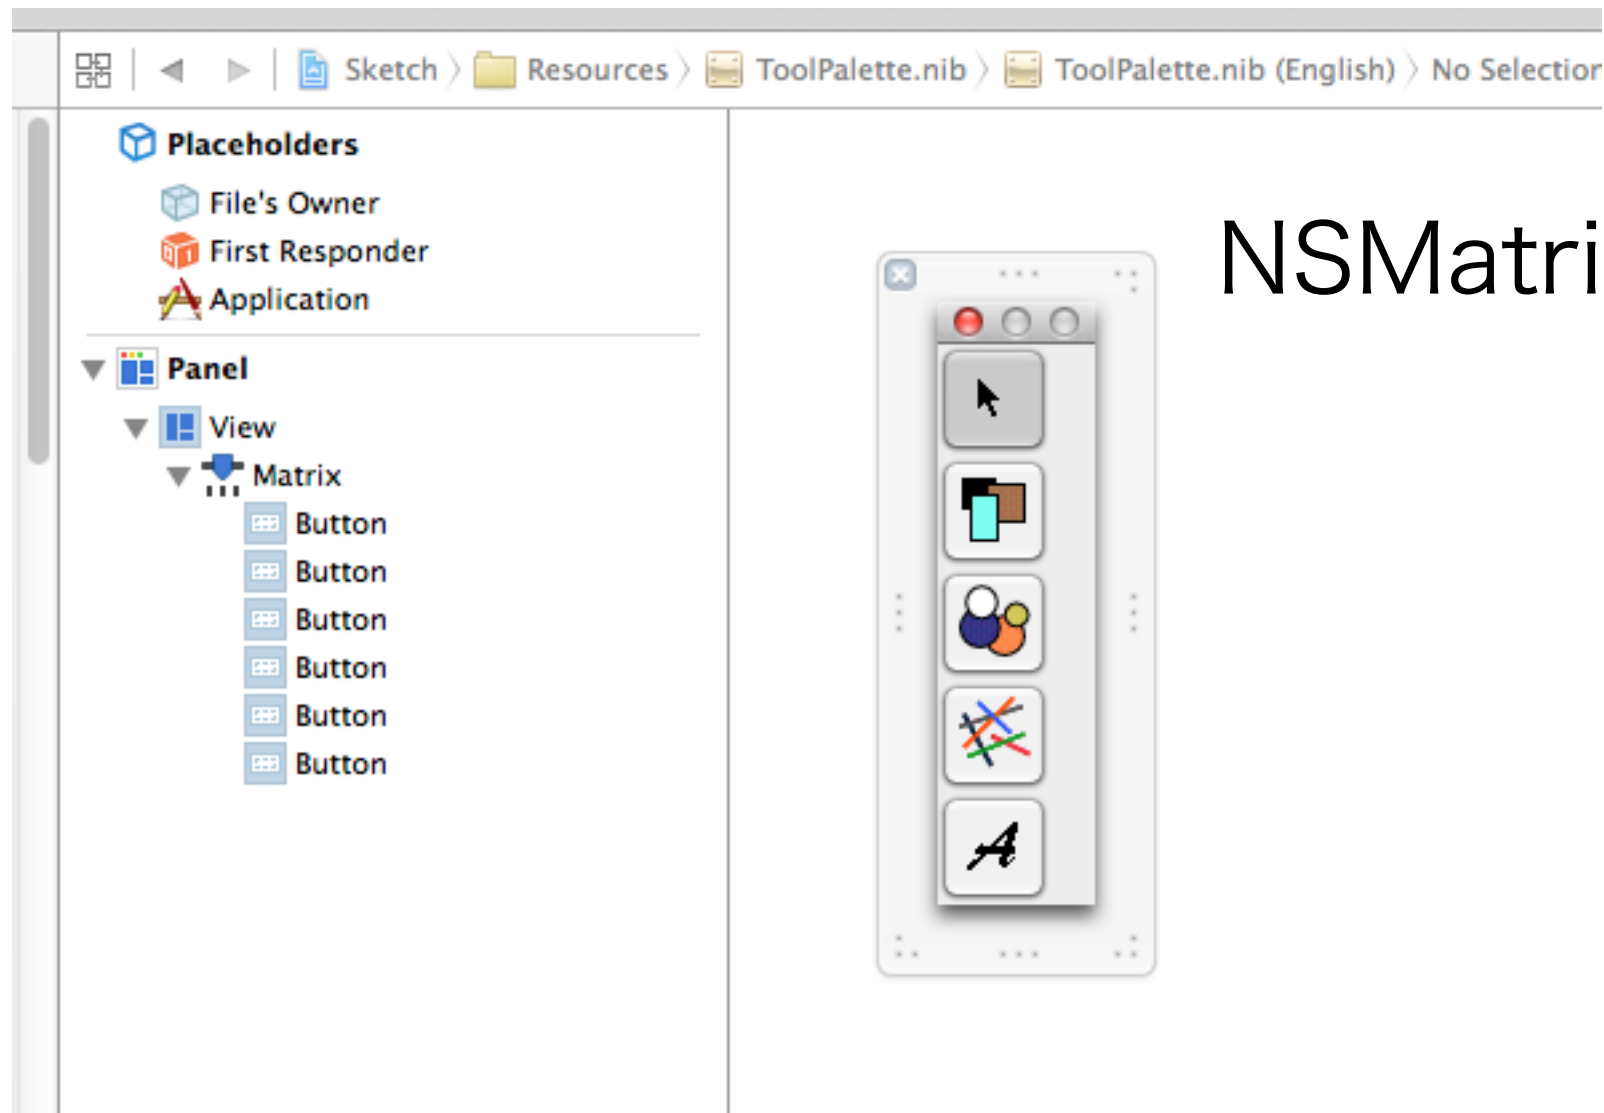 Sketch Resources ToolPalette.nib ToolPalette.nib (English) No Selection
Placeholders
File's Owner
First Responder
Application
Panel
View
Matrix
Button
Button
Button
Button
Button
Button
NSMatri
A